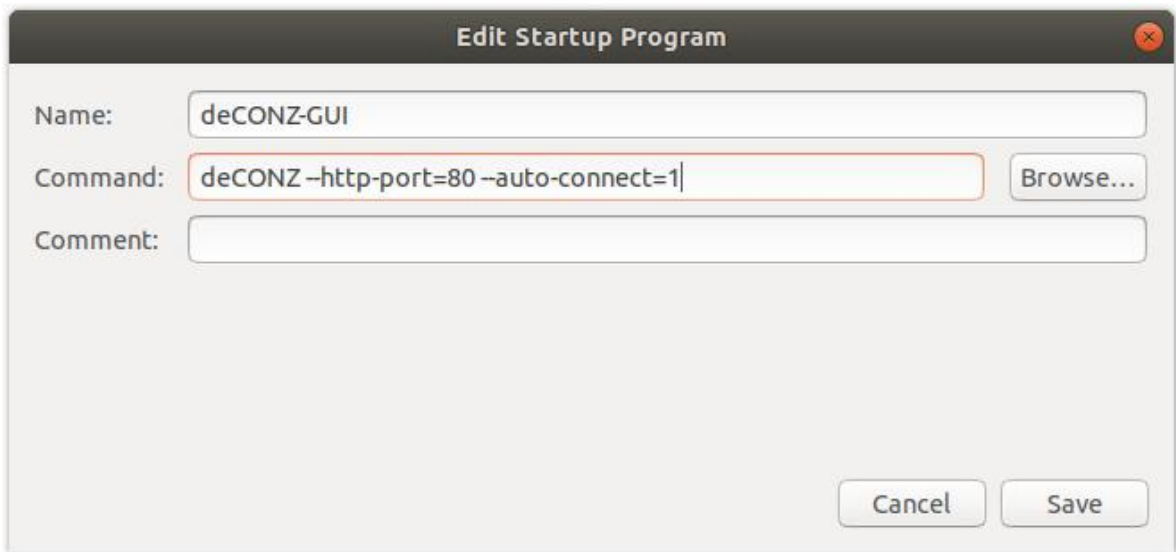 Edit Startup Program
Name: deCONZ-GUI
Command: deCONZ --http-port=80 --auto-connect=1 Browse...
Comment:
Cancel Save